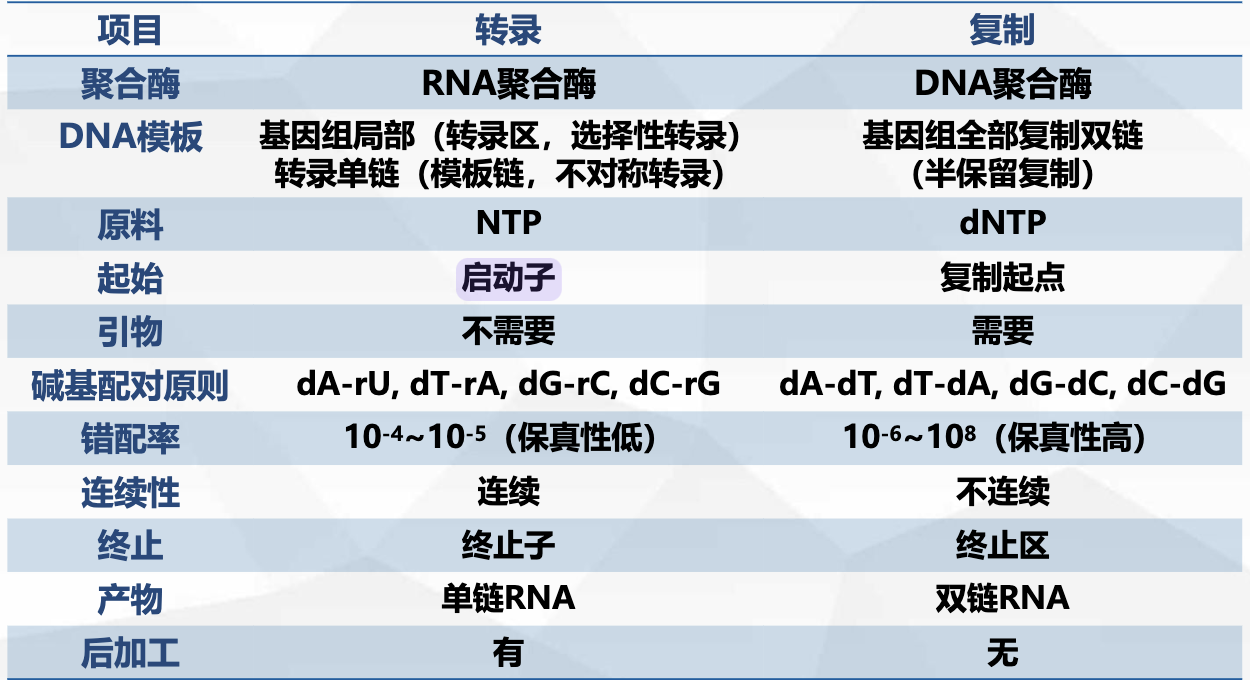 项目 转录 复制
聚合酶 RNA聚合酶 DNA聚合酶
DNA模板 基因组局部（转录区，选择性转录） 基因组全部复制双链
转录单链（模板链，不对称转录） （半保留复制）
原料 NTP dNTP
起始 启动子 复制起点
引物 不需要 需要
碱基配对原则 dA-rU, dT-rA, dG-rC, dC-rG dA-dT, dT-dA, dG-dC, dC-dG
错配率 10-4~10-5（保真性低） 10-6~108（保真性高）
连续性 连续 不连续
终止 终止子 终止区
产物 单链RNA 双链RNA
后加工 有 无